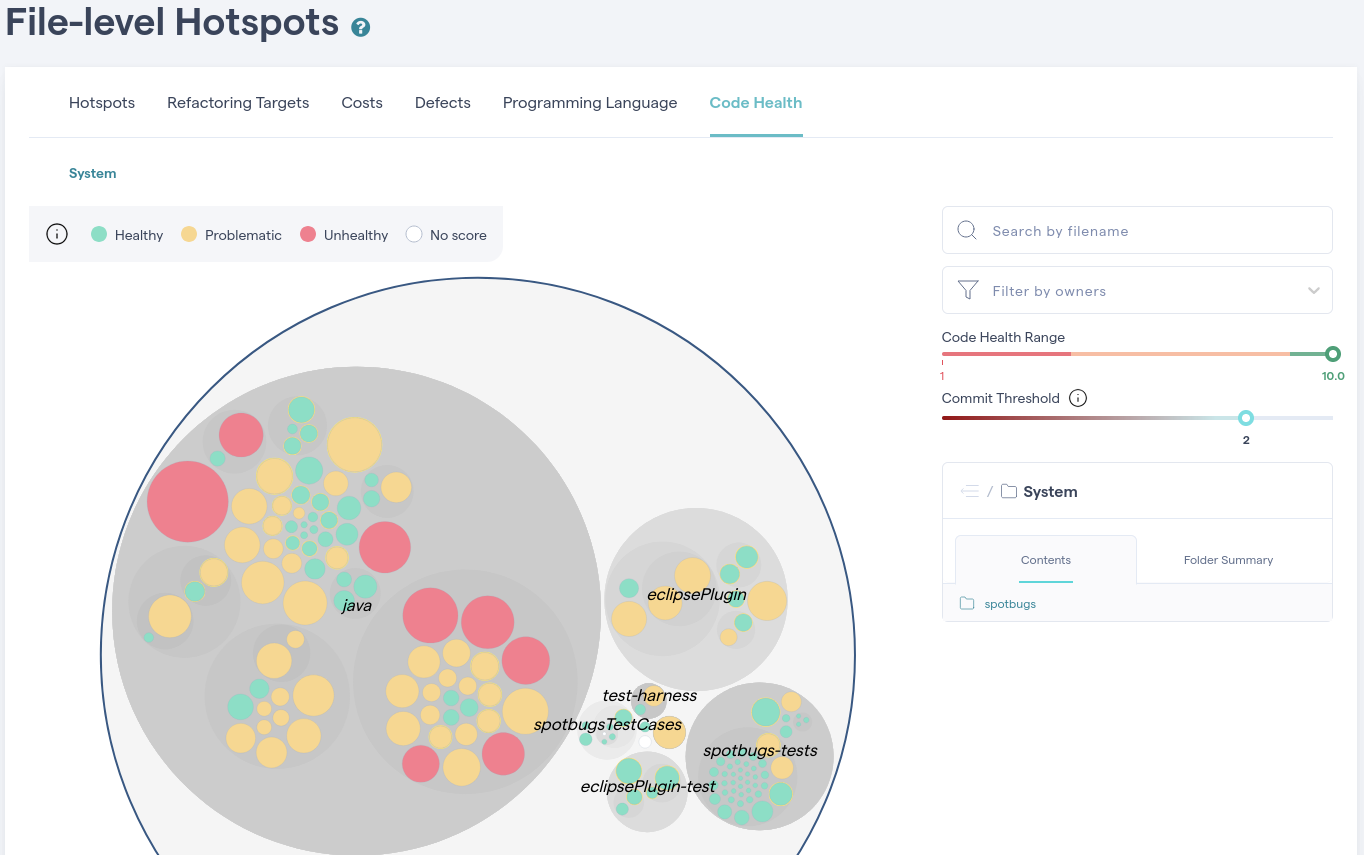 File-level Hotspots ?
Hotspots Refactoring Targets Costs Defects Programming Language Code Health
System
Healthy Problematic Unhealthy No score
Search by filename
Filter by owners
Code Health Range
1 10.0
Commit Threshold
2
/ System
Contents Folder Summary
spotbugs
eclipsePlugin
java
test-harness
spotbugsTestCases
spotbugs-tests
eclipsePlugin-test